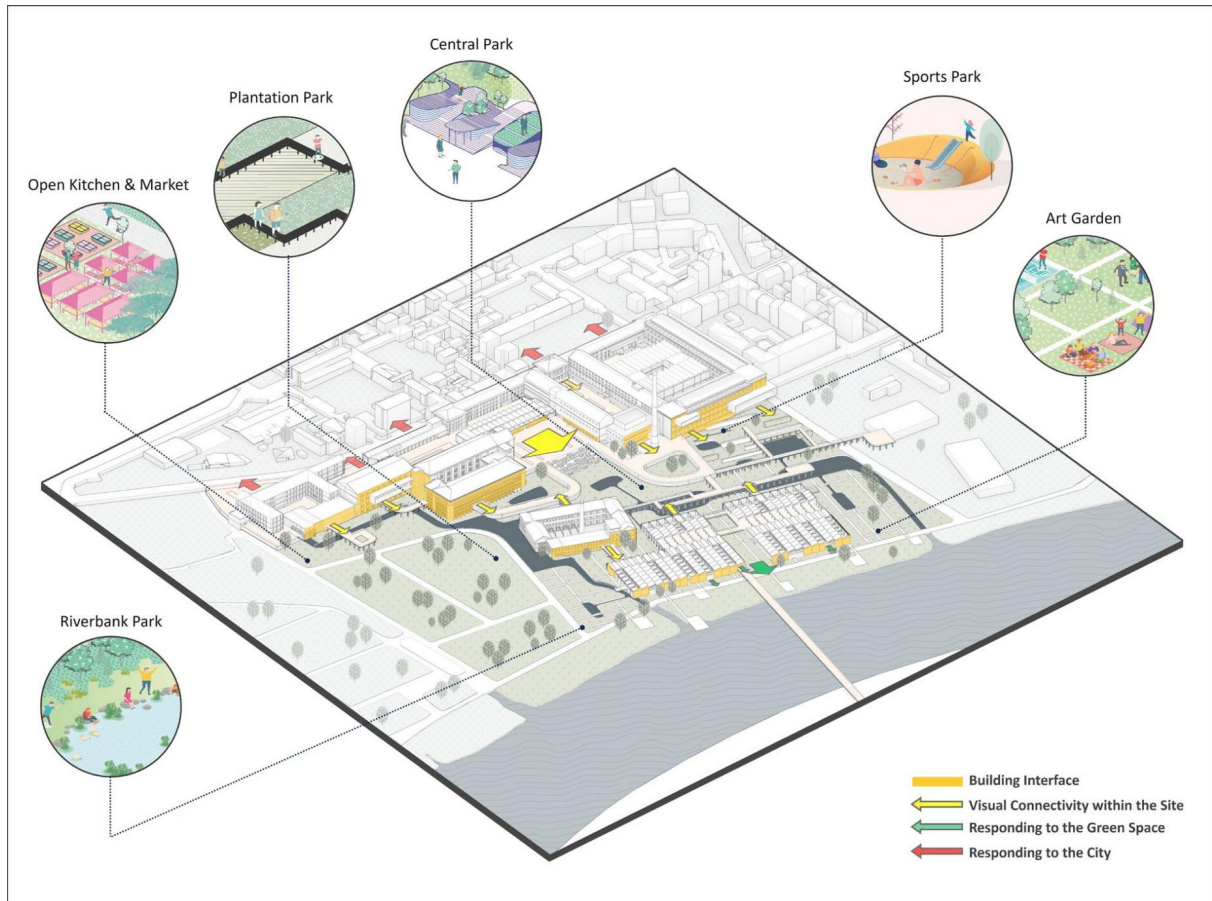 Central Park
Sports Park
Plantation Park
Open Kitchen & Market
Art Garden
Riverbank Park
Building Interface
Visual Connectivity within the Site
Responding to the Green Space
Responding to the City